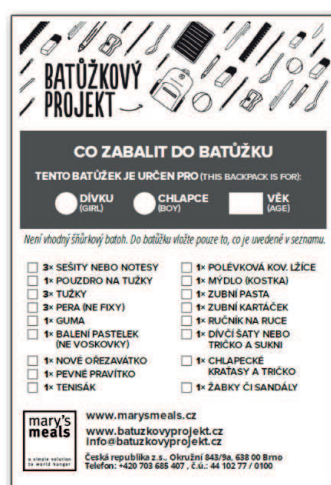 BATŮŽKOVÝ
PROJEKT
CO ZABALIT DO BATŮŽKU
TENTO BATŮŽEK JE URČEN PRO (THIS BACKPACK IS FOR):
DÍVKU
(GIRL)
CHLAPCE
(BOY)
VĚK
(AGE)
Není vhodný šňůrkový batoh. Do batůžku vložte pouze to, co je uvedené v seznamu.
3× SEŠITY NEBO NOTESY
1× POUZDRO NA TUŽKY
3× TUŽKY
3× PERA (NE FIXY)
1× GUMA
1× BALENÍ PASTELEK
(NE VOSKOVKY)
1× NOVÉ OŘEZAVÁTKO
1× PEVNÉ PRAVÍTKO
1× TENISÁK
1× POLÉVKOVÁ KOV. LŽÍCE
1× MÝDLO (KOSTKA)
1× ZUBNÍ PASTA
1× ZUBNÍ KARTÁČEK
1× RUČNÍK NA RUCE
1× DÍVČÍ ŠATY NEBO
TRIČKO A SUKNI
1× CHLAPECKÉ
KRAŤASY A TRIČKO
1× ŽABKY ČI SANDÁLY
mary's
meals
a simple solution
to world hunger
www.marysmeals.cz
www.batuzkovyprojekt.cz
info@batuzkovyprojekt.cz
Česká republika z.s., Okružní 843/9a, 638 00 Brno
Telefon: +420 703 685 407 , č.ú.: 44 102 77 / 0100